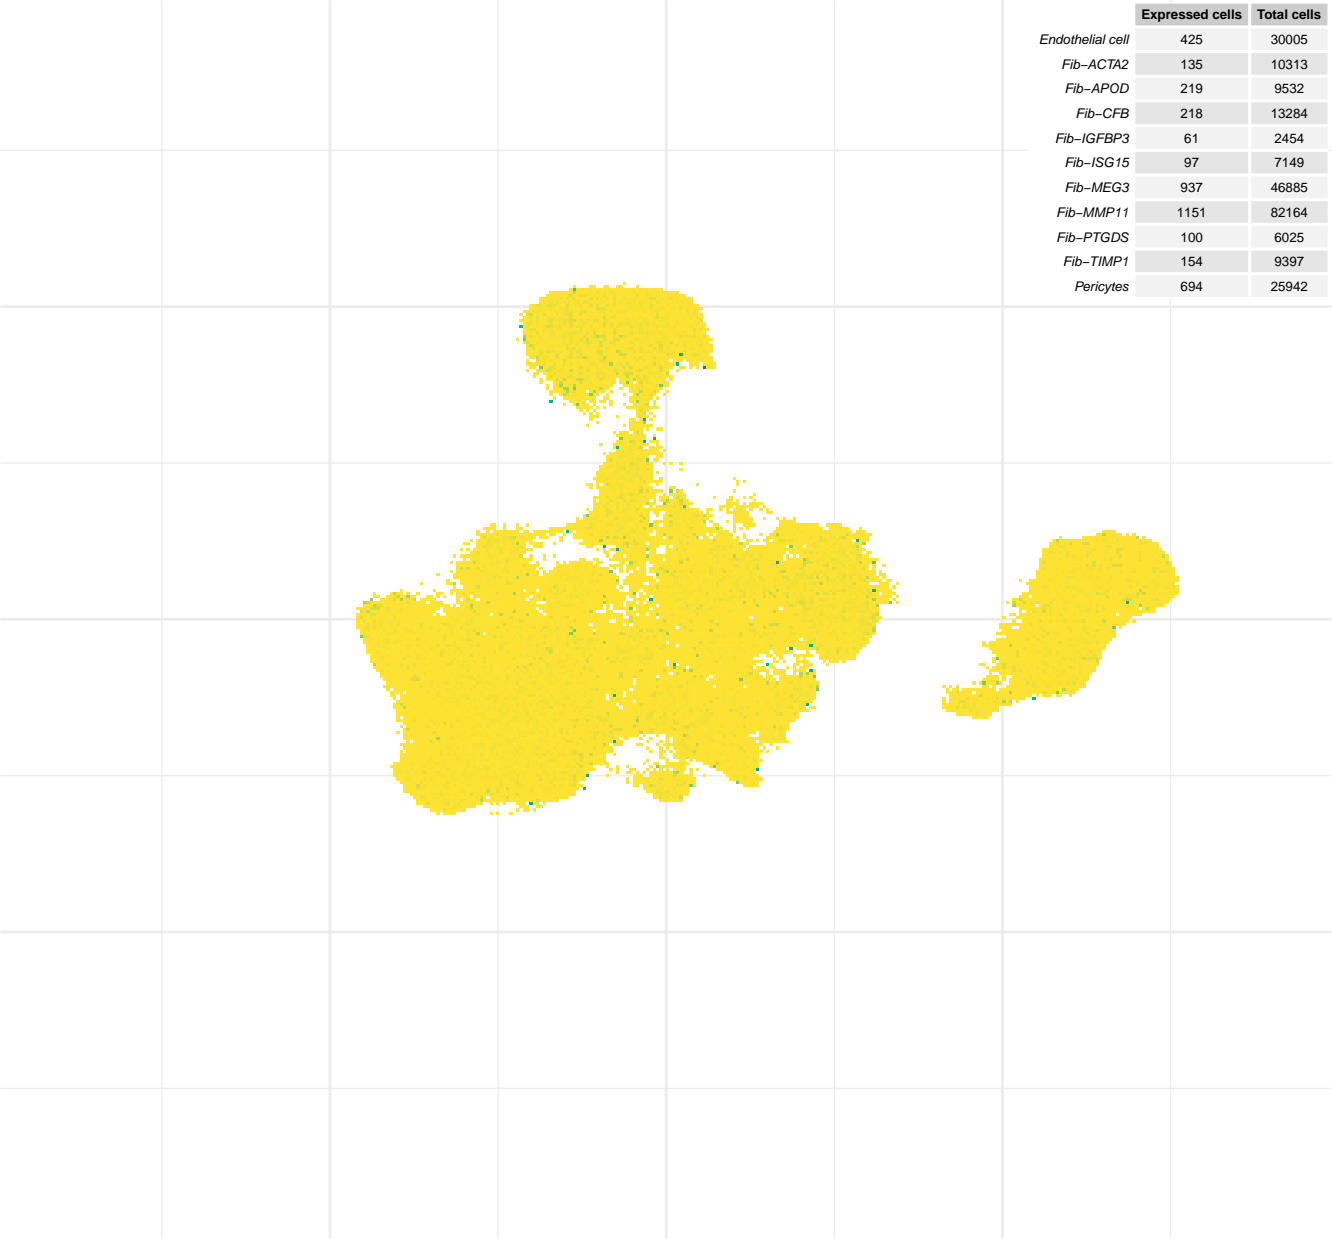 Expressed cells Total cells
Endothelial cell 425 30005
Fib−ACTA2 135 10313
Fib−APOD 219 9532
Fib−CFB 218 13284
Fib−IGFBP3 61 2454
Fib−ISG15 97 7149
Fib−MEG3 937 46885
Fib−MMP11 1151 82164
Fib−PTGDS 100 6025
Fib−TIMP1 154 9397
Pericytes 694 25942